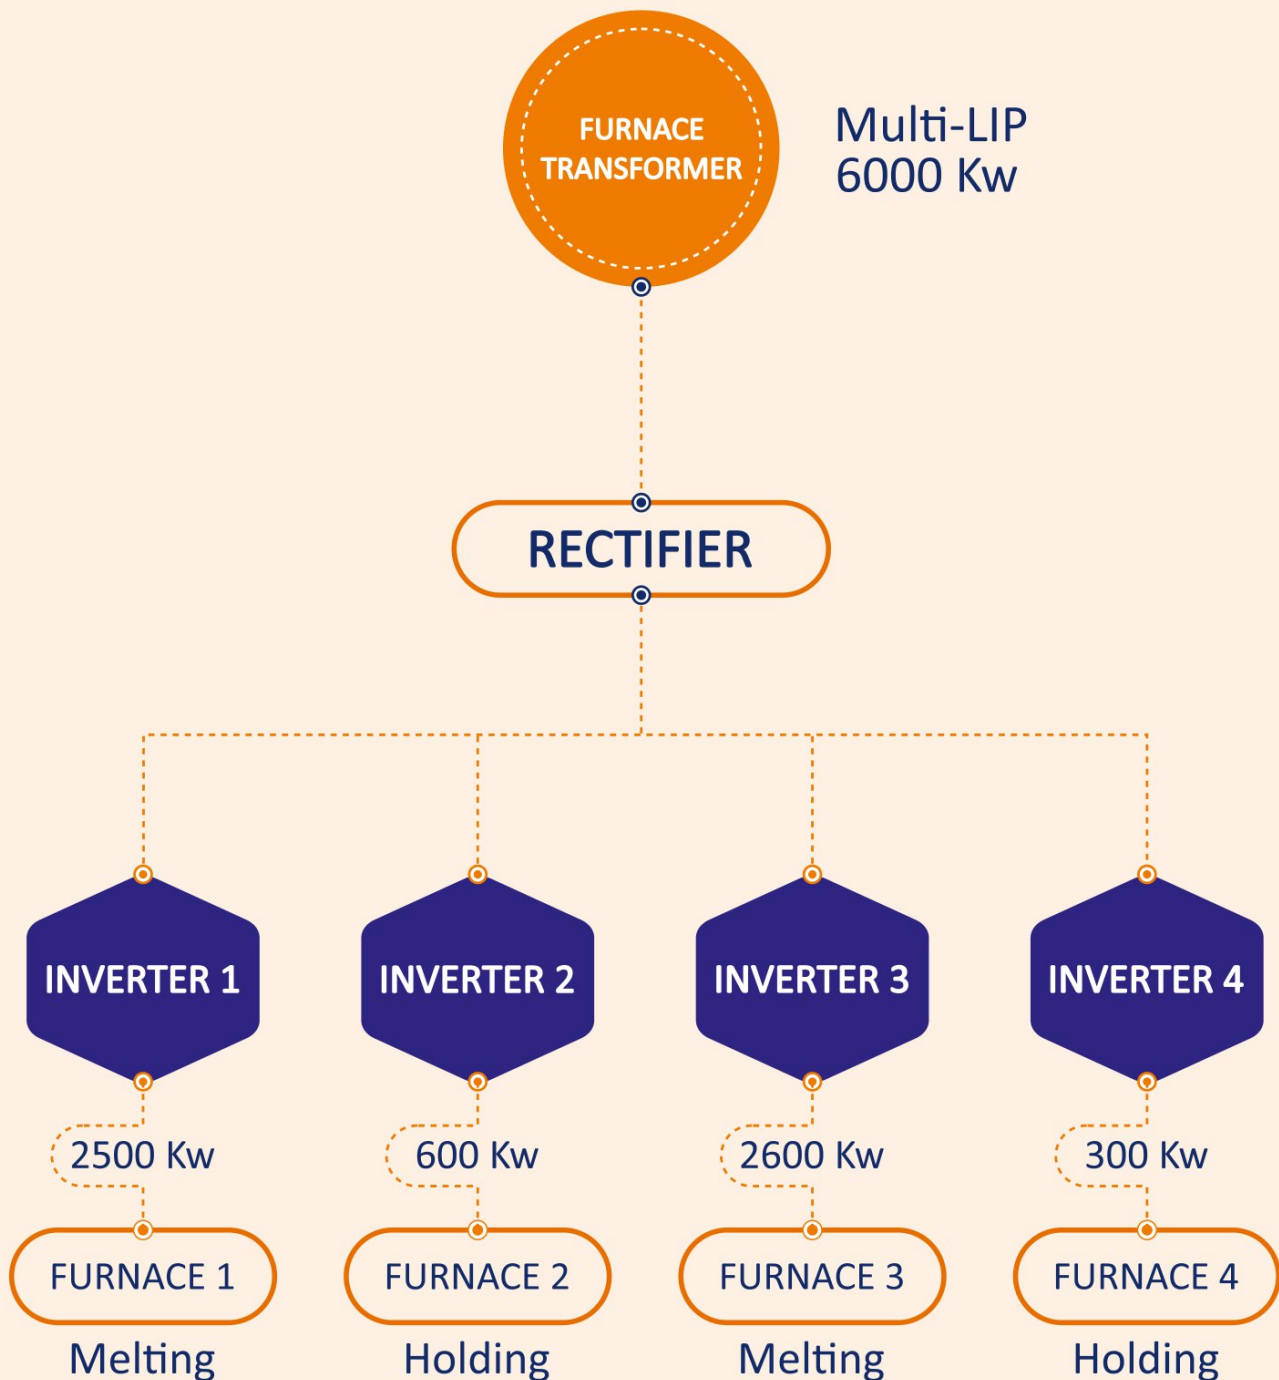 FURNACE
TRANSFORMER
Multi-LIP
6000 Kw
RECTIFIER
INVERTER 1
INVERTER 2
INVERTER 3
INVERTER 4
2500 Kw
600 Kw
2600 Kw
300 Kw
FURNACE 1
FURNACE 2
FURNACE 3
FURNACE 4
Melting
Holding
Melting
Holding